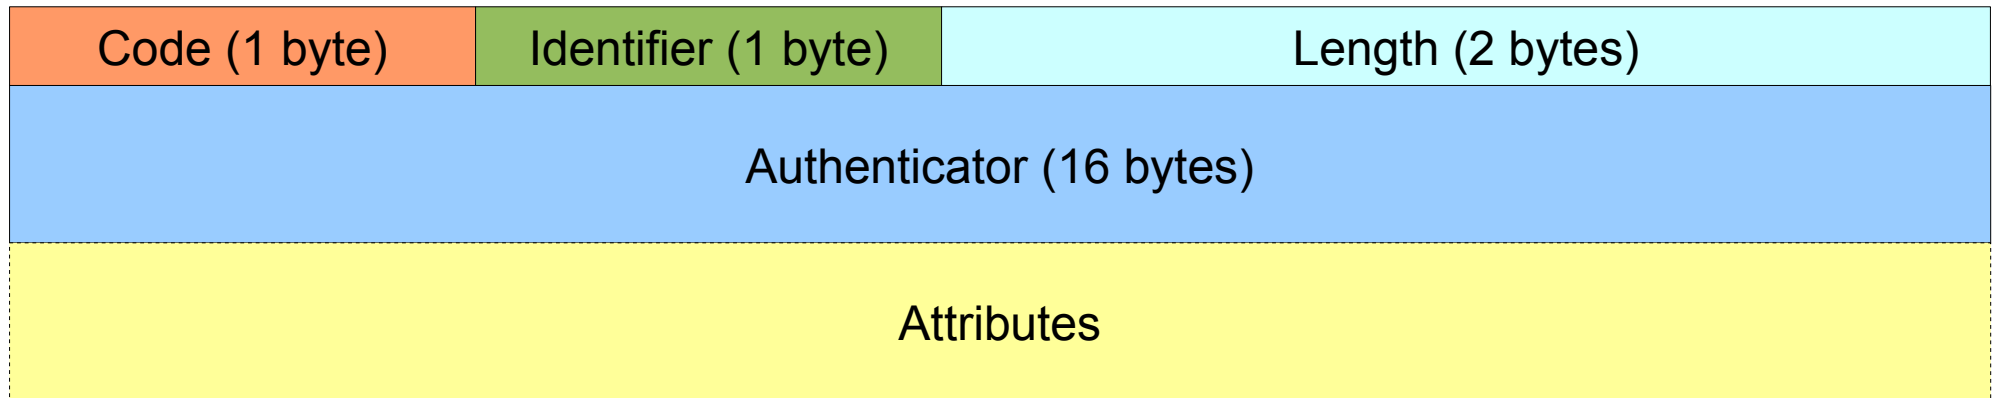 Code (1 byte) Identifier (1 byte) Length (2 bytes)
Authenticator (16 bytes)
Attributes